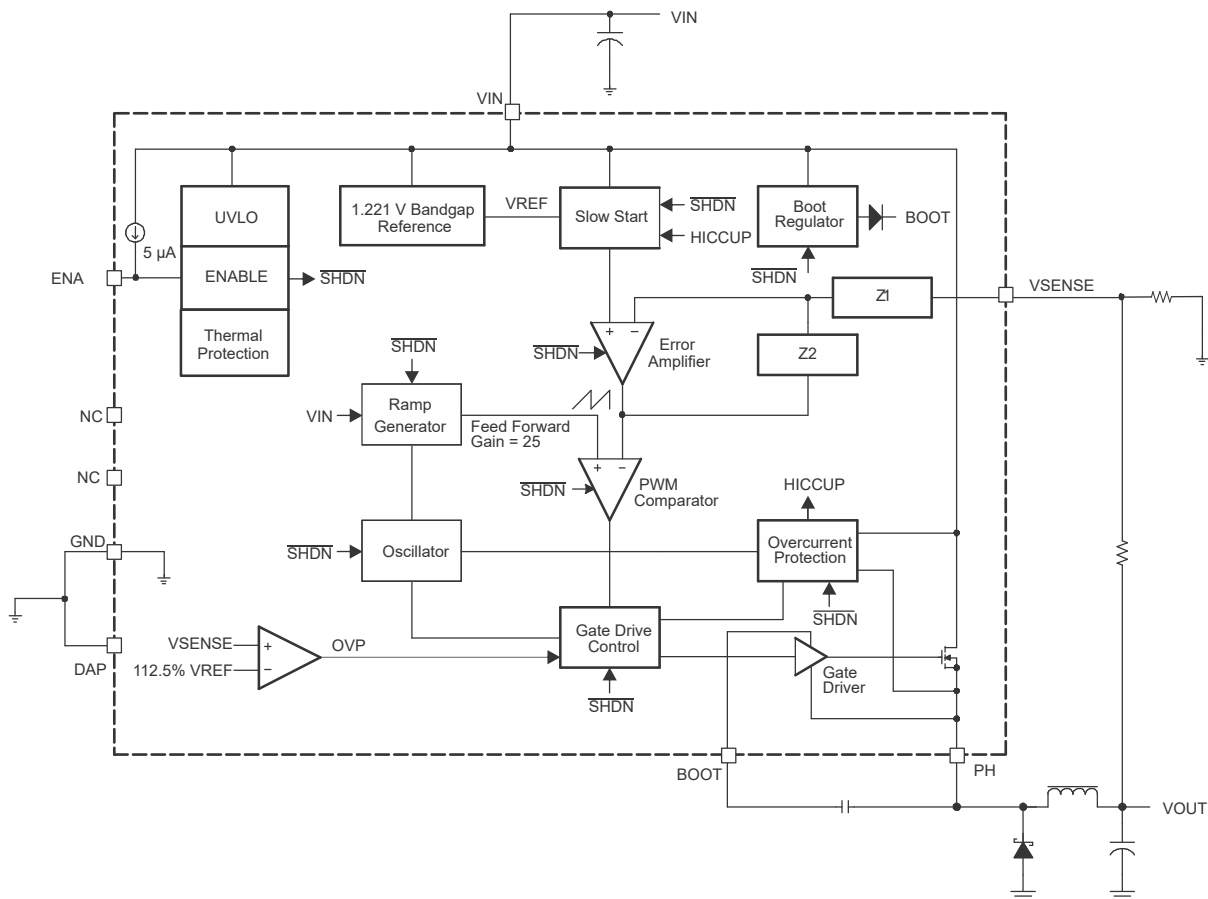 VIN
VIN
UVLO
1.221 V Bandgap
Reference
VREF
Slow Start
SHDN
HICCUP
Boot
Regulator
BOOT
5 µA
ENA
ENABLE
SHDN
SHDN
Z1
VSENSE
Thermal
Protection
SHDN
+
−
Error
Amplifier
Z2
SHDN
NC
VIN
Ramp
Generator
Feed Forward
Gain = 25
+
−
NC
SHDN
PWM
Comparator
HICCUP
GND
SHDN
Oscillator
Overcurrent
Protection
SHDN
DAP
VSENSE
+
112.5% VREF
−
OVP
Gate Drive
Control
Gate
Driver
SHDN
BOOT
PH
VOUT